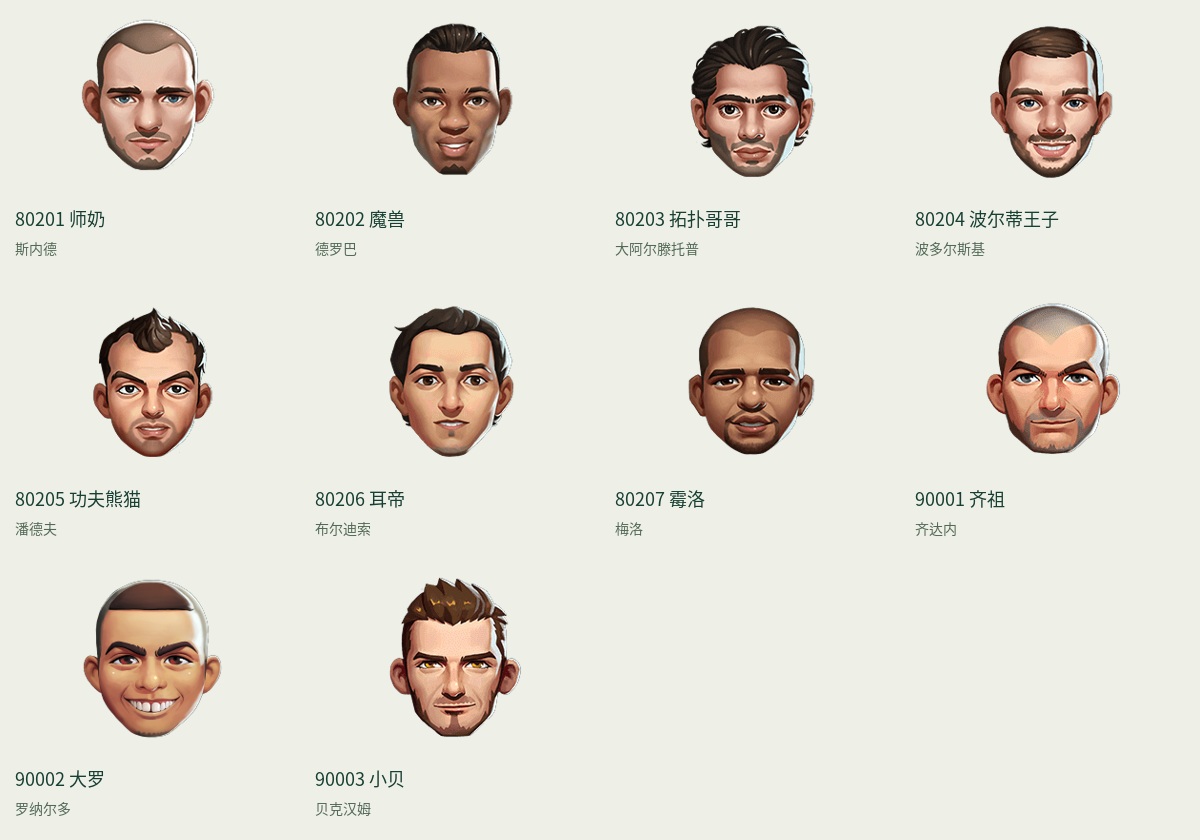 80201 师奶
斯内德
80202 魔兽
德罗巴
80203 拓扑哥哥
大阿尔滕托普
80204 波尔蒂王子
波多尔斯基
80205 功夫熊猫
潘德夫
80206 耳帝
布尔迪索
80207 霉洛
梅洛
90001 齐祖
齐达内
90002 大罗
罗纳尔多
90003 小贝
贝克汉姆